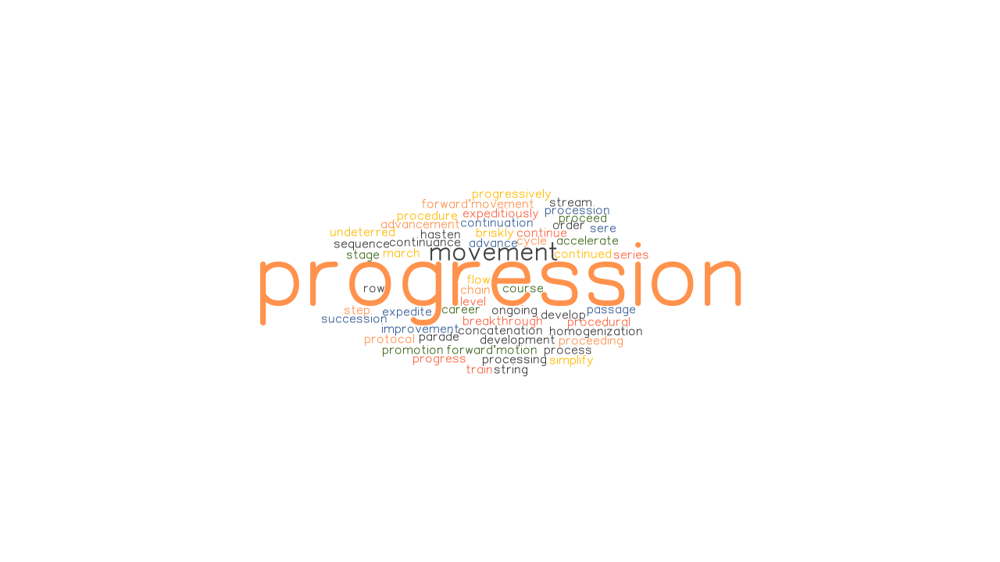 progressively
forward'movement stream.
procedure expeditiously procession
advancement continuation proceed
undeterred hasten briskly continue order sere
sequence continuance advance cycle accelerate
stage march movement continued series
progression
flow
row chain course
level
step. expedite career ongoing develop passage
succession breakthrough procedural
improvement concatenation homogenization
protocol parade development proceeding
promotion forward'motion process
progress processing simplify
train string